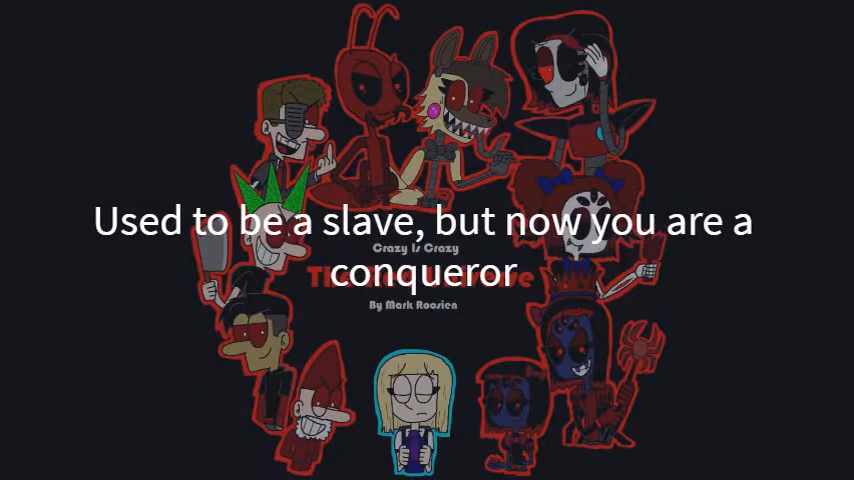 Used to be a slave, but now you are a
Crazy Is Crazy
conqueror
By Mark Roosien